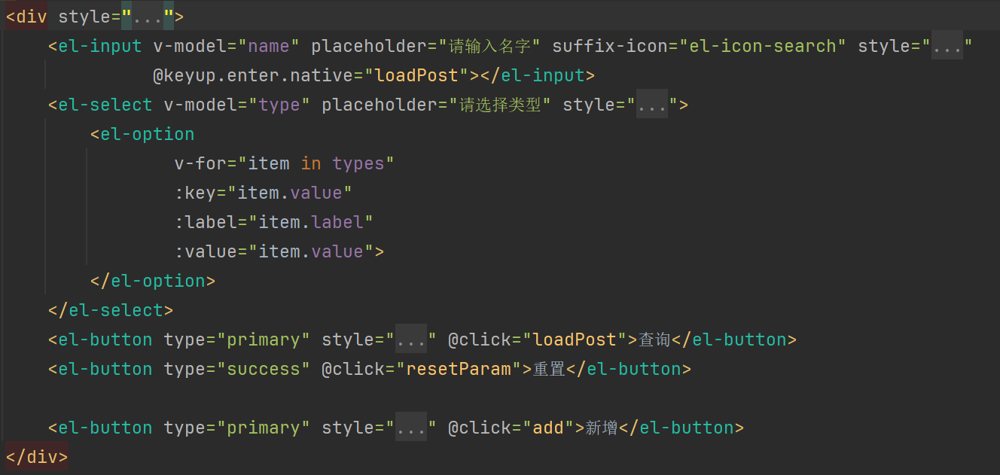 <div style="...">
    <el-input v-model="name" placeholder="请输入名字" suffix-icon="el-icon-search" style="..."
              @keyup.enter.native="loadPost"></el-input>
    <el-select v-model="type" placeholder="请选择类型" style="...">
        <el-option
                v-for="item in types"
                :key="item.value"
                :label="item.label"
                :value="item.value">
        </el-option>
    </el-select>
    <el-button type="primary" style="..." @click="loadPost">查询</el-button>
    <el-button type="success" @click="resetParam">重置</el-button>
    <el-button type="primary" style="..." @click="add">新增</el-button>
</div>